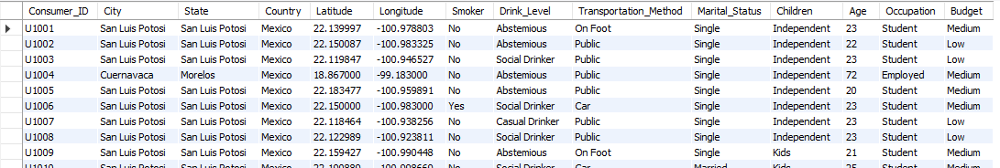 Consumer_ID City State Country Latitude Longitude Smoker Drink_Level Transportation_Method Marital_Status Children Age Occupation Budget
U1001 San Luis Potosi San Luis Potosi Mexico 22.139997 -100.978803 No Abstemious On Foot Single Independent 23 Student Medium
U1002 San Luis Potosi San Luis Potosi Mexico 22.150087 -100.983325 No Abstemious Public Single Independent 22 Student Low
U1003 San Luis Potosi San Luis Potosi Mexico 22.119847 -100.946527 No Social Drinker Public Single Independent 23 Student Low
U1004 Cuernavaca Morelos Mexico 18.867000 -99.183000 No Abstemious Public Single Independent 72 Employed Medium
U1005 San Luis Potosi San Luis Potosi Mexico 22.183477 -100.959891 No Abstemious Public Single Independent 20 Student Medium
U1006 San Luis Potosi San Luis Potosi Mexico 22.150000 -100.983000 Yes Social Drinker Car Single Independent 23 Student Medium
U1007 San Luis Potosi San Luis Potosi Mexico 22.118464 -100.938256 No Casual Drinker Public Single Independent 23 Student Low
U1008 San Luis Potosi San Luis Potosi Mexico 22.122989 -100.923811 No Social Drinker Public Single Independent 23 Student Low
U1009 San Luis Potosi San Luis Potosi Mexico 22.159427 -100.990448 No Abstemious On Foot Single Kids 21 Student Medium
San Luis Potosi San Luis Potosi Mexico No Social Drinker Car Married Kids Student Medium